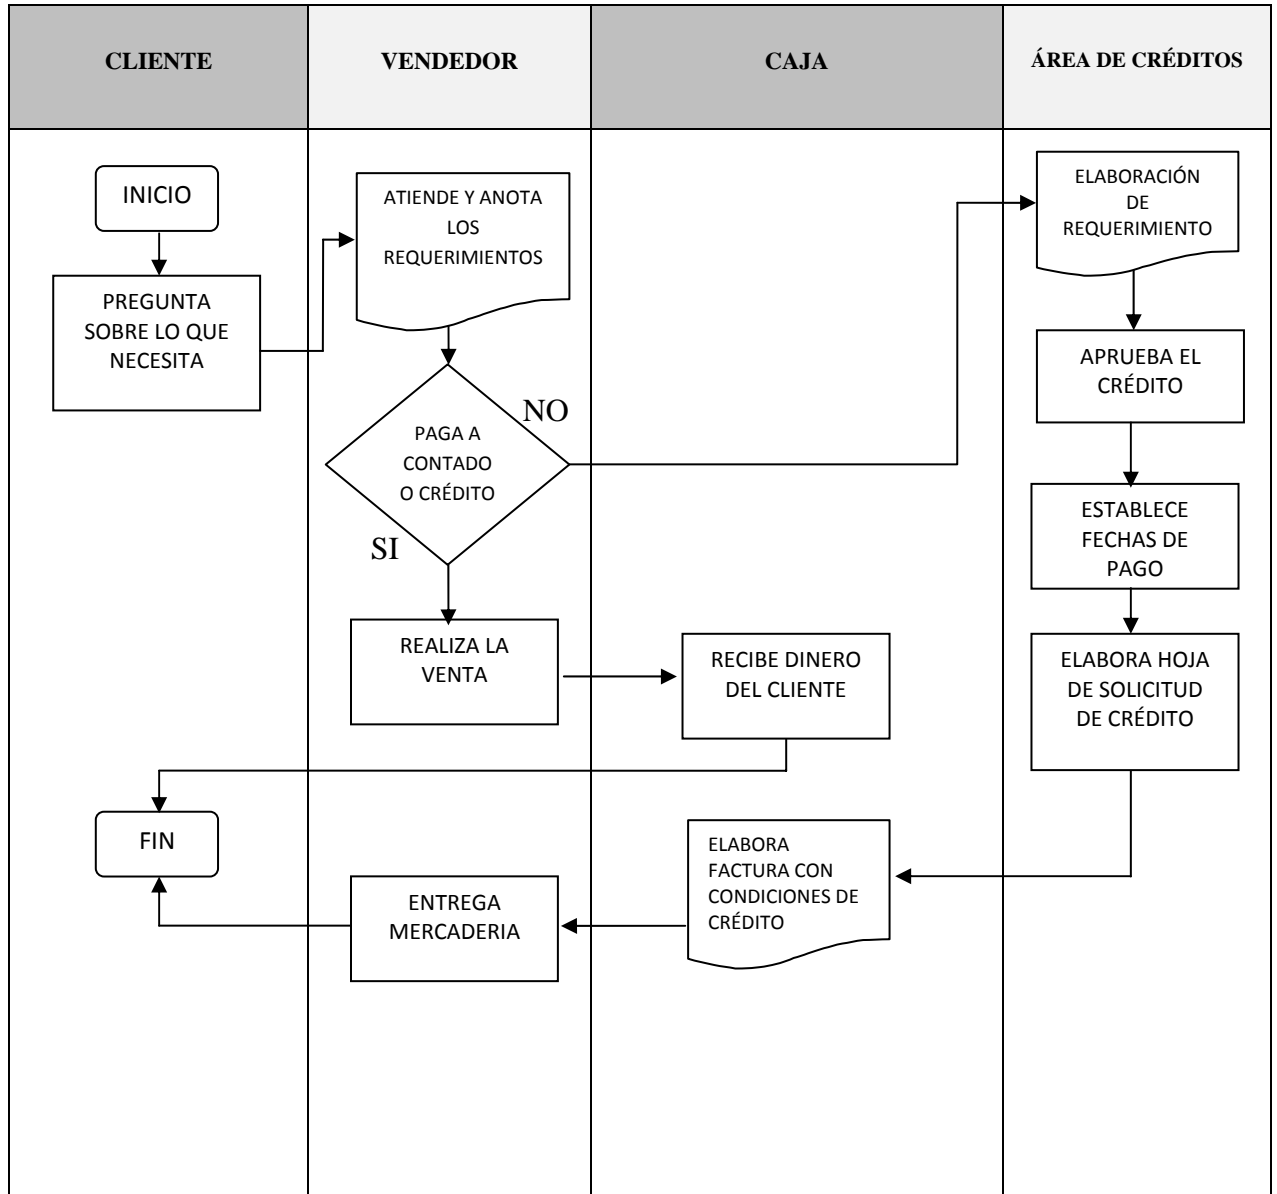 CLIENTE
VENDEDOR
CAJA
ÁREA DE CRÉDITOS
INICIO
PREGUNTA
SOBRE LO QUE
NECESITA
ATIENDE Y ANOTA
LOS
REQUERIMIENTOS
PAGA A
CONTADO
O CRÉDITO
NO
SI
REALIZA LA
VENTA
RECIBE DINERO
DEL CLIENTE
ELABORACIÓN
DE
REQUERIMIENTO
APRUEBA EL
CRÉDITO
ESTABLECE
FECHAS DE
PAGO
ELABORA HOJA
DE SOLICITUD
DE CRÉDITO
ELABORA
FACTURA CON
CONDICIONES DE
CRÉDITO
ENTREGA
MERCADERIA
FIN